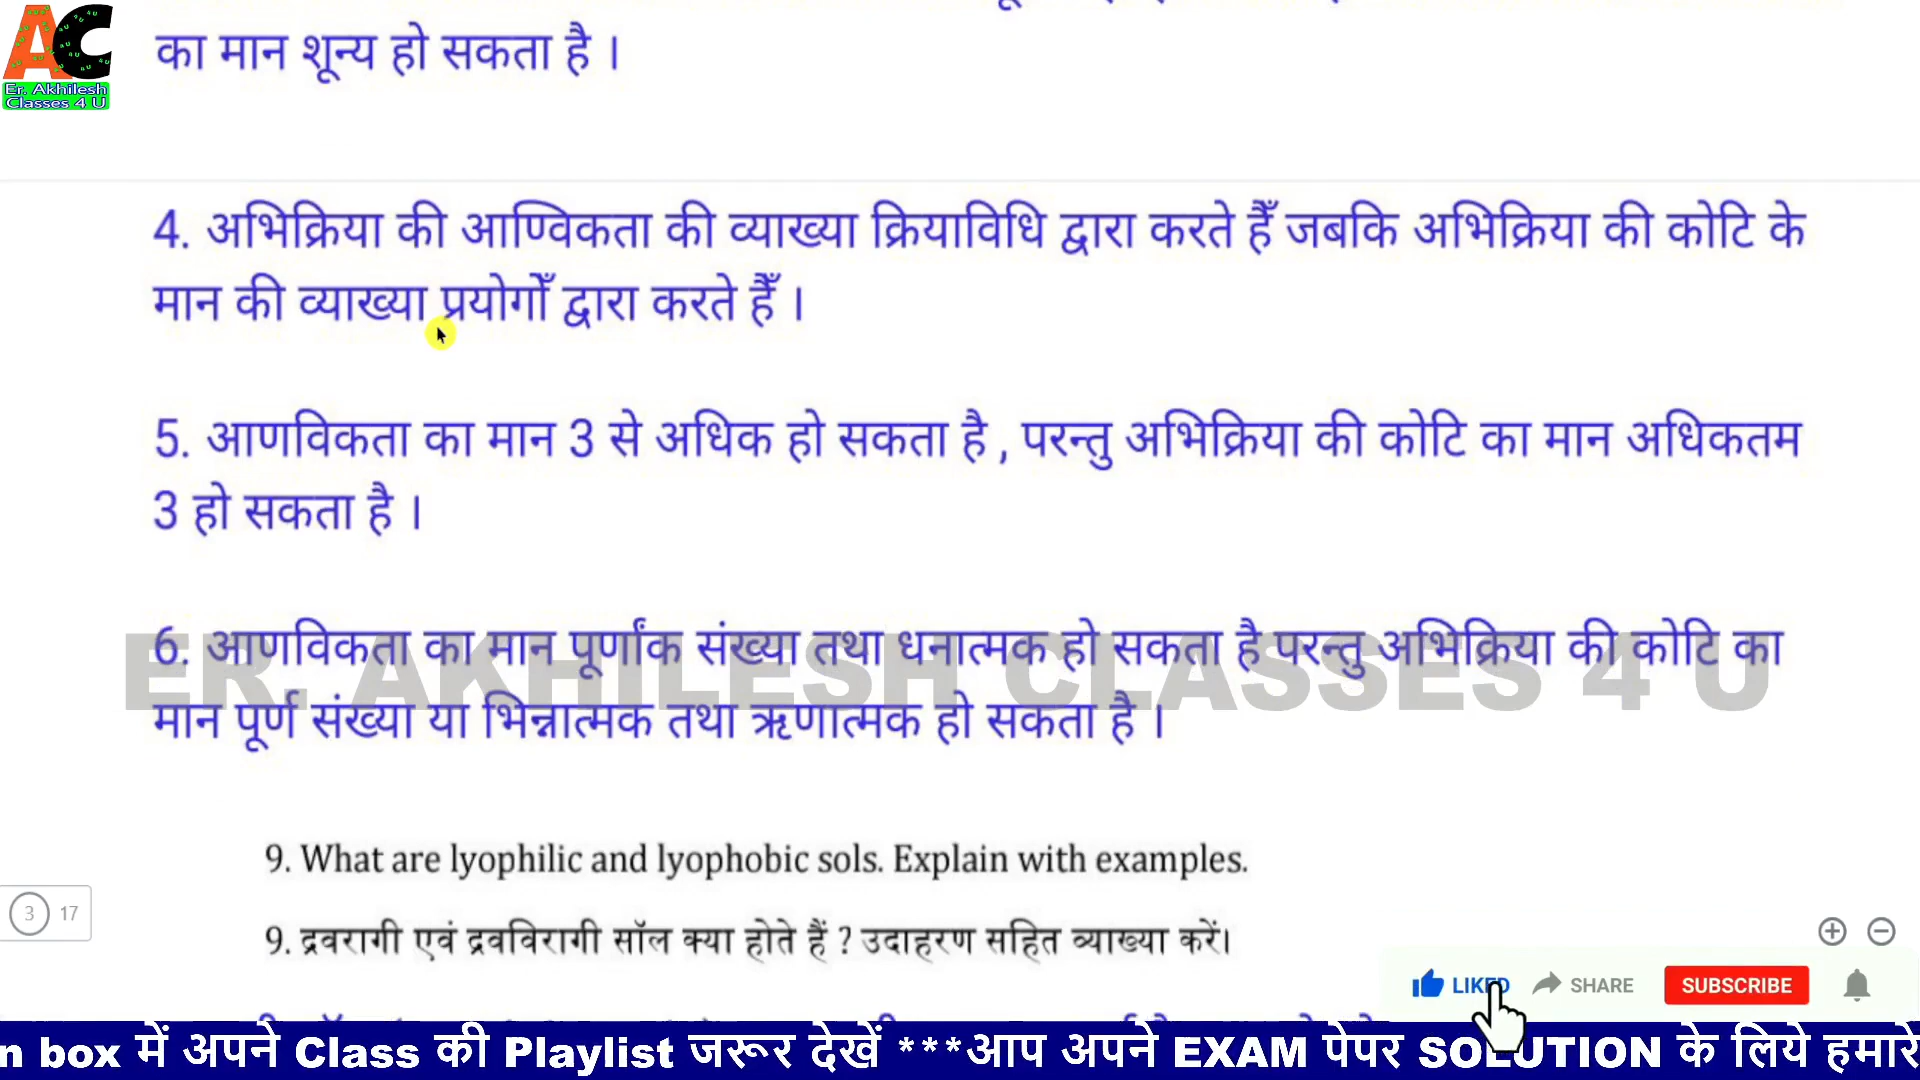 का मान शून्य हो सकता है ।
AC
Er. Akhilesh
Classes 4 U
4. अभिक्रिया की आण्विकता की व्याख्या क्रियाविधि द्वारा करते हैं जबकि अभिक्रिया की कोटि के
मान की व्याख्या प्रयोगों द्वारा करते हैं ।
5. आणविकता का मान 3 से अधिक हो सकता है , परन्तु अभिक्रिया की कोटि का मान अधिकतम
3 हो सकता है ।
6. आणविकता का मान पूर्णांक संख्या तथा धनात्मक हो सकता है परन्तु अभिक्रिया की कोटि का
ER. AKHILESH CLASSES 4 U
मान पूर्ण संख्या या भिन्नात्मक तथा ऋणात्मक हो सकता है ।
9. What are lyophilic and lyophobic sols. Explain with examples.
3 17
9. द्रवरागी एवं द्रवविरागी सॉल क्या होते हैं ? उदाहरण सहित व्याख्या करें।
LIKED SHARE SUBSCRIBE
n box में अपने Class की Playlist जरूर देखें ***आप अपने EXAM पेपर SOLUTION के लिये हमारे